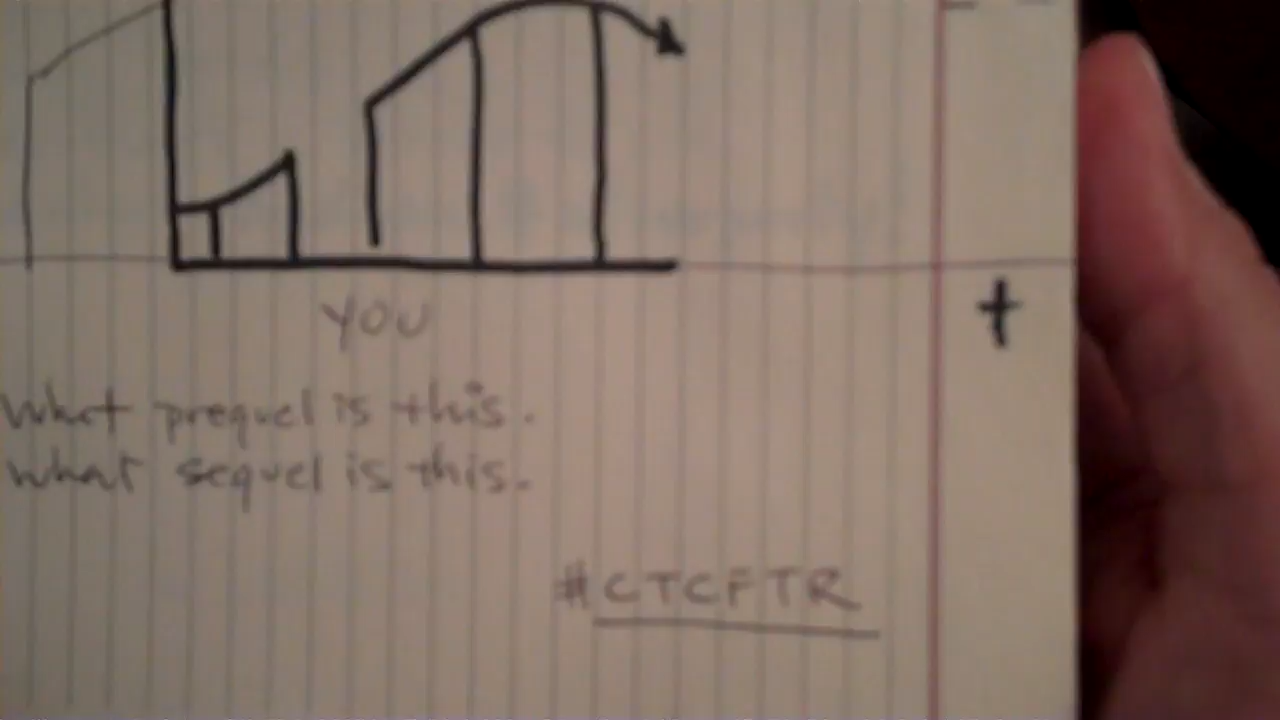 YOU
t
What prequel is this.
What sequel is this.
#CTCFTR